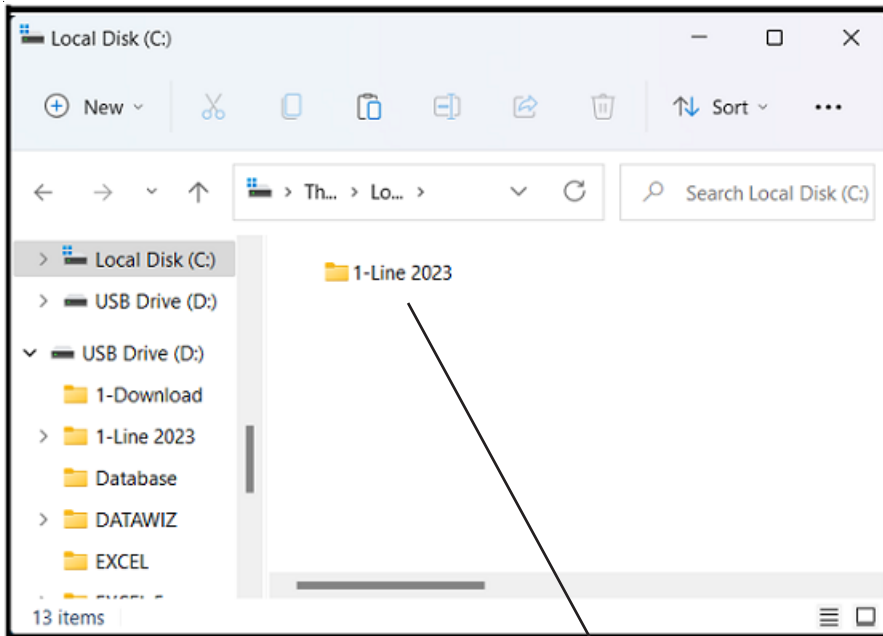 Local Disk (C:)
New
Sort
Th... > Lo... >
Search Local Disk (C:)
Local Disk (C:)
USB Drive (D:)
USB Drive (D:)
1-Download
1-Line 2023
Database
DATAWIZ
EXCEL
1-Line 2023
13 items